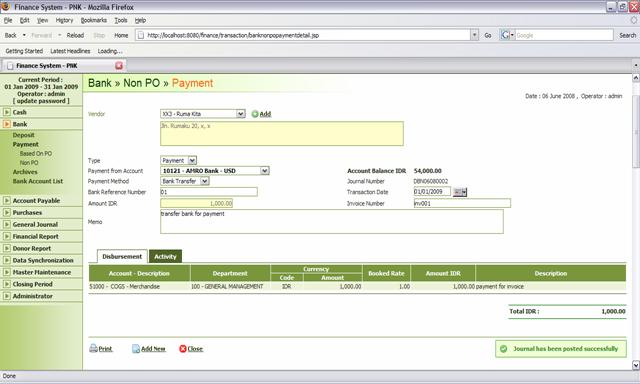 Finance System - PNK - Mozilla Firefox
File Edit View History Bookmarks Tools Help
Back Forward Reload Stop Home http://localhost:8080/finance/transaction/banknonpopaymentdetail.jsp Go Google Search
Getting Started Latest Headlines Loading...
Finance System - PNK
Current Period :
01 Jan 2009 - 31 Jan 2009
Operator : admin
[ update password ]
Cash
Bank
Deposit
Payment
Based On PO
Non PO
Archives
Bank Account List
Account Payable
Purchases
General Journal
Financial Report
Donor Report
Data Synchronization
Master Maintenance
Closing Period
Administrator
Bank » Non PO » Payment
Date : 06 June 2008 , Operator : admin
Vendor XX3 - Ruma Kita Add
Jln. Rumaku 20, x, x
Type Payment
Payment from Account 10121 - AMRO Bank - USD Account Balance IDR 54,000.00
Payment Method Bank Transfer Journal Number DBN06080002
Bank Reference Number 01 Transaction Date 01/01/2009
Amount IDR 1,000.00 Invoice Number inv001
Memo transfer bank for payment
Disbursement Activity
Account - Description Department Currency Booked Rate Amount IDR Description
Code Amount
51000 - COGS - Merchandise 100 - GENERAL MANAGEMENT IDR 1,000.00 1.00 1,000.00 payment for invoice
Total IDR : 1,000.00
Print Add New Close Journal has been posted successfully